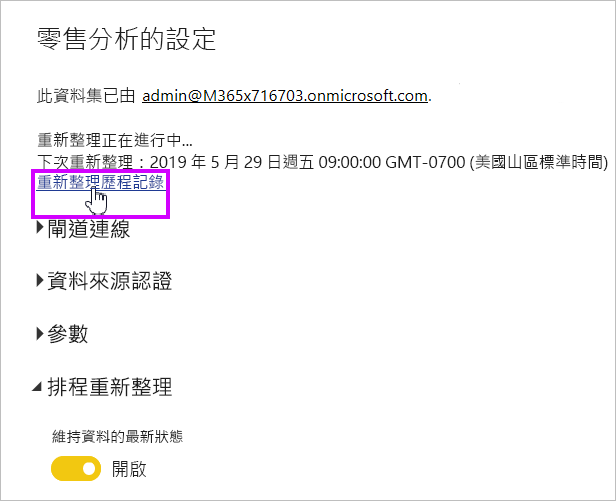 零售分析的設定
此資料集已由 admin@M365x716703.onmicrosoft.com.
重新整理正在進行中...
下次重新整理：2019 年 5 月 29 日週五 09:00:00 GMT-0700 (美國山區標準時間)
重新整理歷程記錄
閘道連線
資料來源認證
參數
排程重新整理
維持資料的最新狀態
開啟